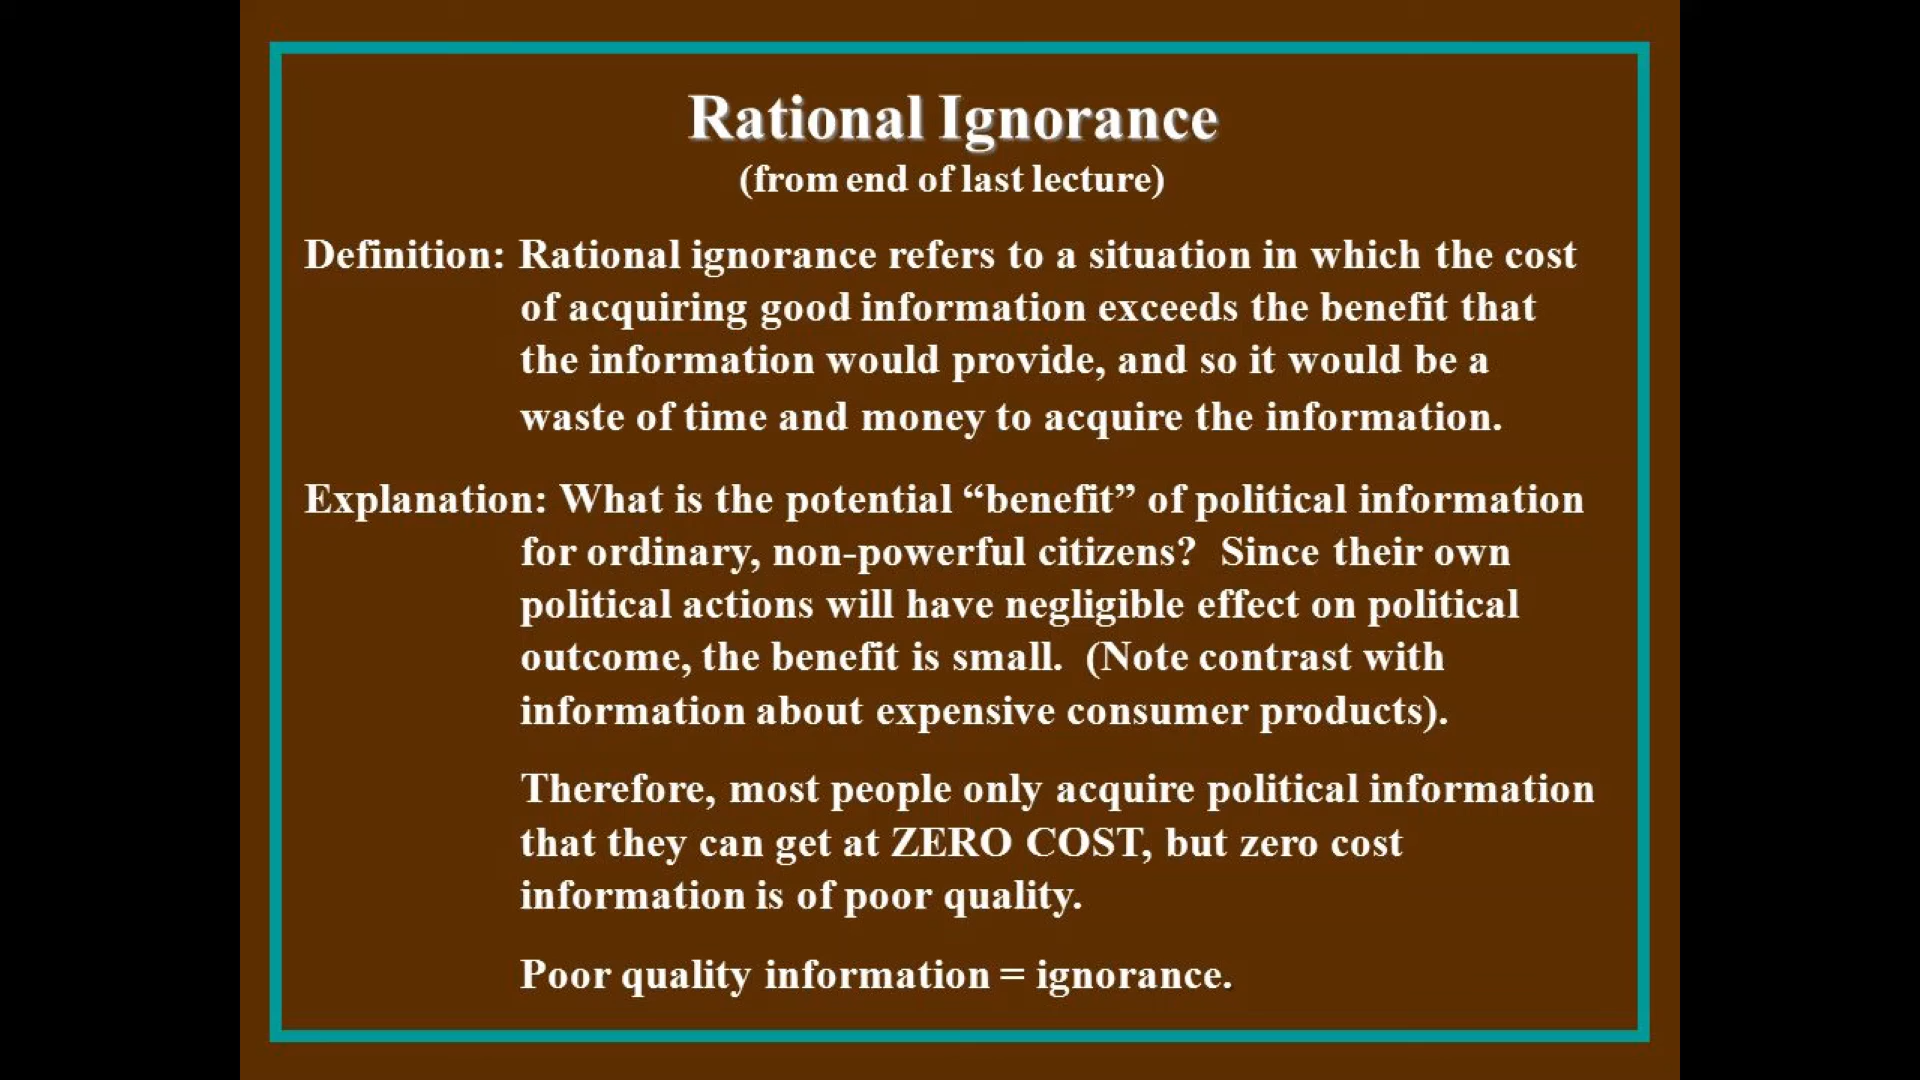 Rational Ignorance
(from end of last lecture)
Definition: Rational ignorance refers to a situation in which the cost
of acquiring good information exceeds the benefit that
the information would provide, and so it would be a
waste of time and money to acquire the information.
Explanation: What is the potential “benefit” of political information
for ordinary, non-powerful citizens?  Since their own
political actions will have negligible effect on political
outcome, the benefit is small.  (Note contrast with
information about expensive consumer products).
Therefore, most people only acquire political information
that they can get at ZERO COST, but zero cost
information is of poor quality.
Poor quality information = ignorance.